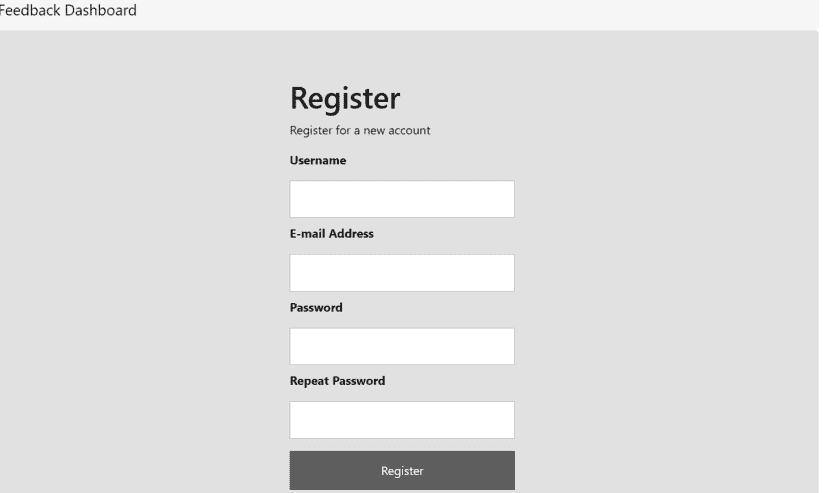 Feedback Dashboard
Register
Register for a new account
Username
E-mail Address
Password
Repeat Password
Register